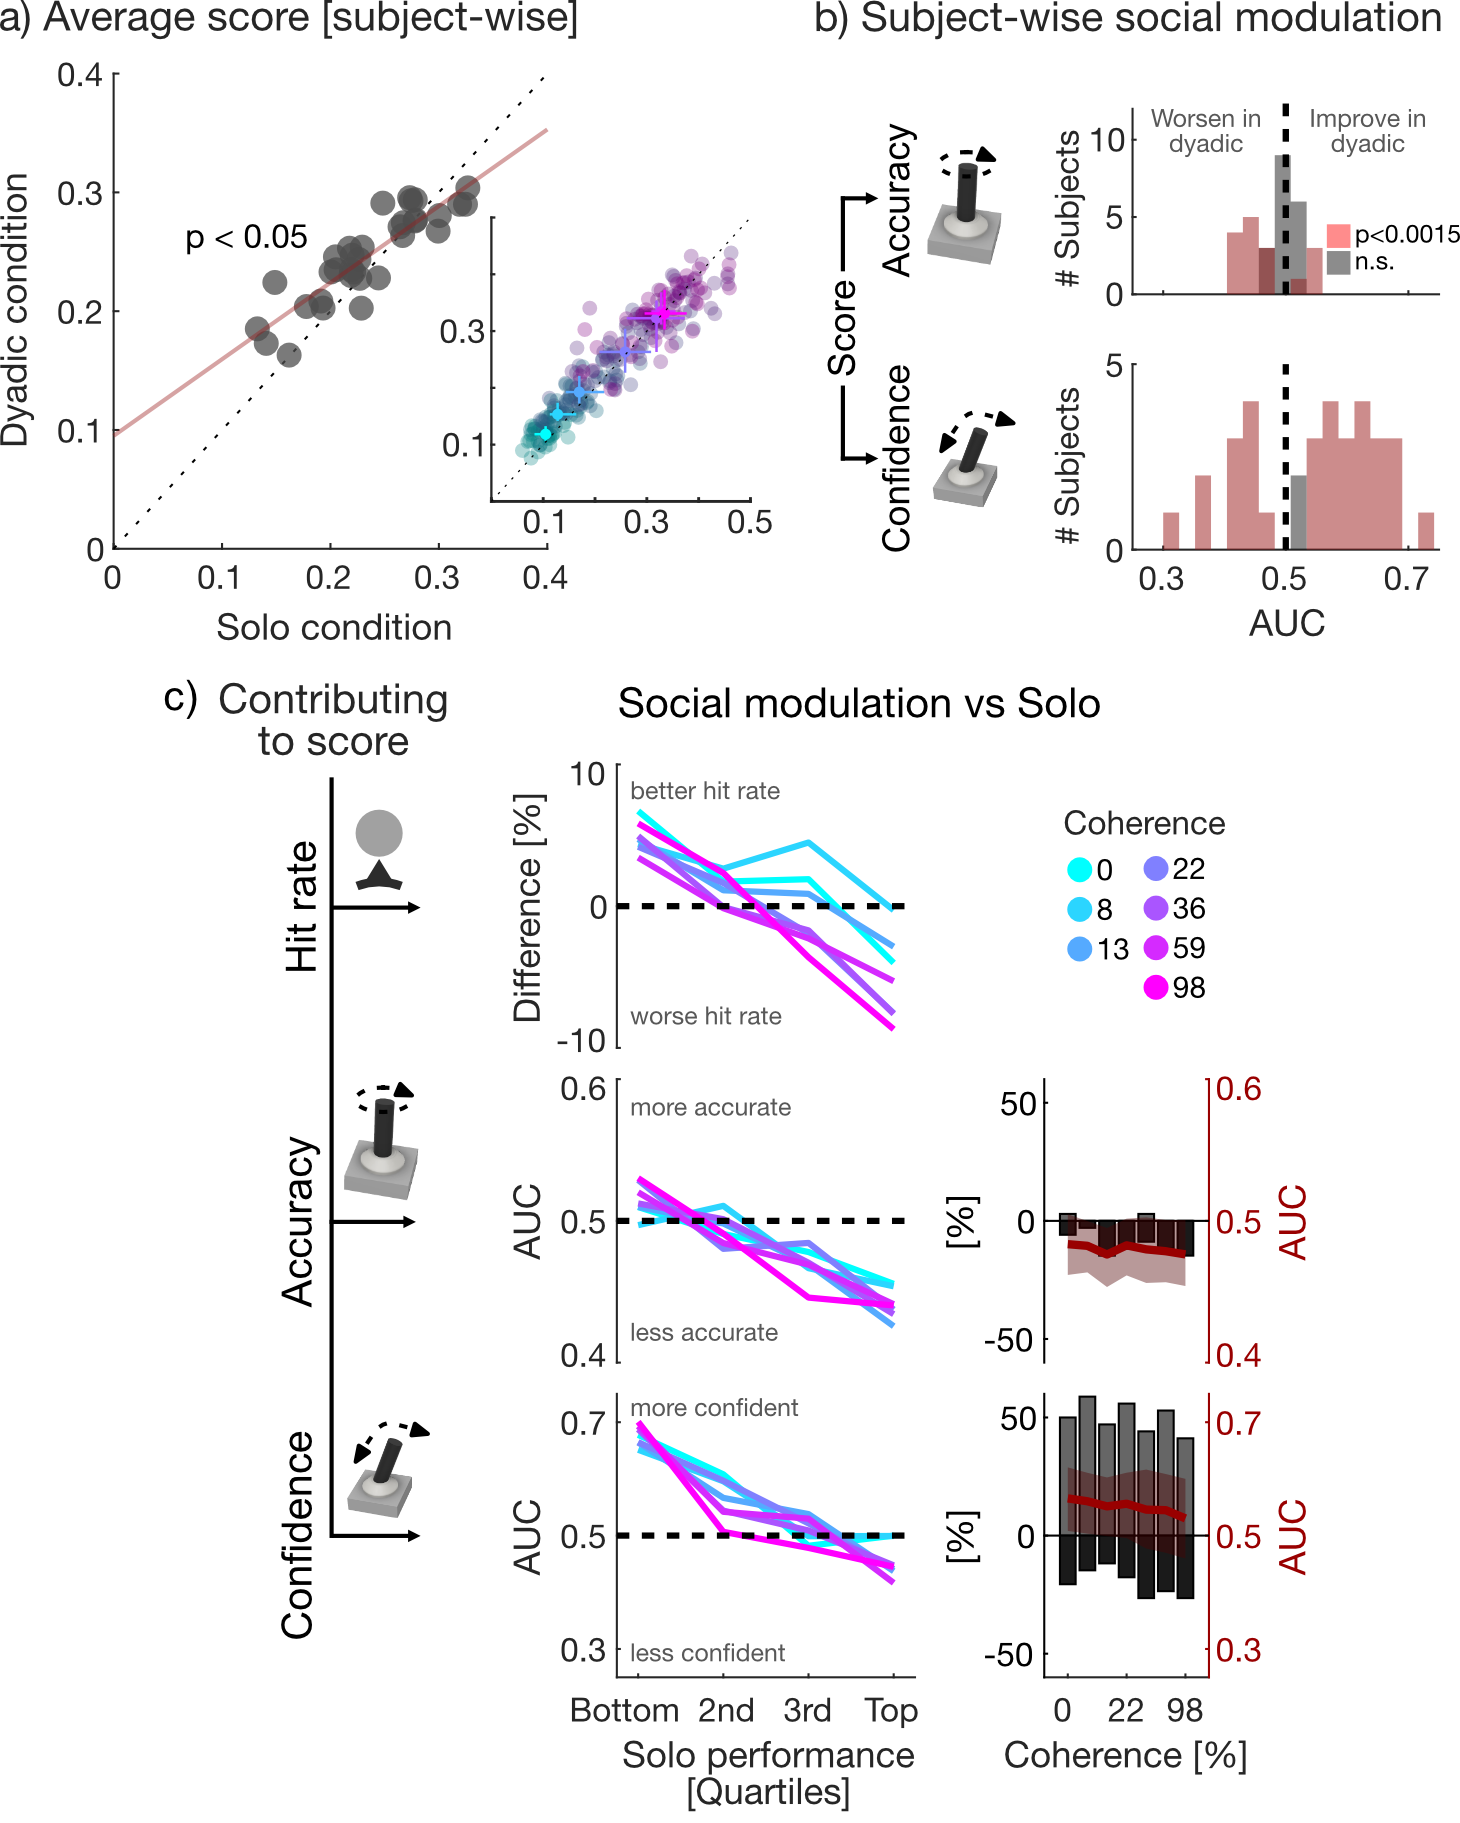 a) Average score [subject-wise]
0.4
0.3
0.2
0.1
0
Dyadic condition
p < 0.05
0.3
0.1
0.1
0.3
0.5
0
0.1
0.2
0.3
0.4
Solo condition
b) Subject-wise social modulation
Score
Accuracy
Confidence
# Subjects
10
5
0
Worsen in
dyadic
Improve in
dyadic
p<0.0015
n.s.
# Subjects
5
0
0.3
0.5
0.7
AUC
c) Contributing
to score
Social modulation vs Solo
Hit rate
Difference [%]
10
0
-10
better hit rate
worse hit rate
Coherence
0
8
13
22
36
59
98
Accuracy
AUC
0.6
0.5
0.4
more accurate
less accurate
[%]
50
0
-50
0.6
0.5
0.4
AUC
Confidence
AUC
0.7
0.5
0.3
more confident
less confident
Bottom
2nd
3rd
Top
Solo performance
[Quartiles]
[%]
50
0
-50
0.7
0.5
0.3
AUC
0
22
98
Coherence [%]